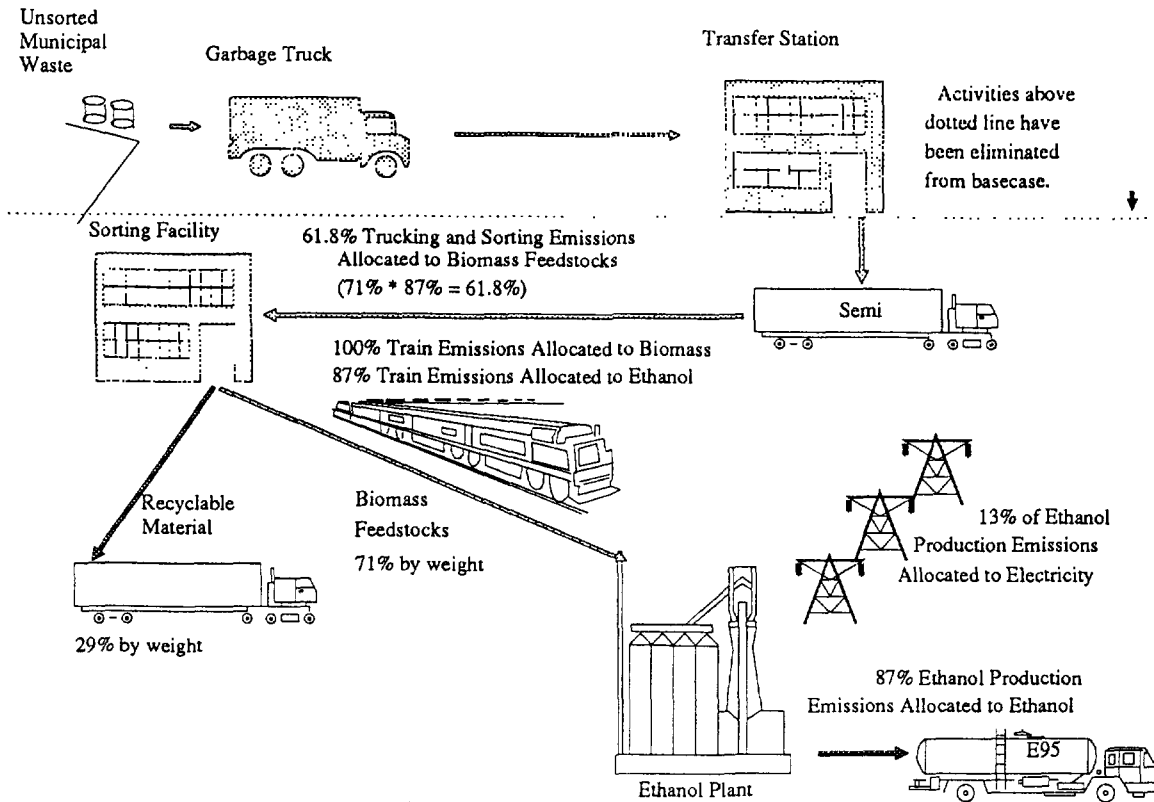 Unsorted
Municipal
Waste
Garbage Truck
Transfer Station
Activities above
dotted line have
been eliminated
from basecase.
Sorting Facility
61.8% Trucking and Sorting Emissions
Allocated to Biomass Feedstocks
(71% * 87% = 61.8%)
Semi
100% Train Emissions Allocated to Biomass
87% Train Emissions Allocated to Ethanol
Recyclable
Material
Biomass
Feedstocks
71% by weight
29% by weight
13% of Ethanol
Production Emissions
Allocated to Electricity
87% Ethanol Production
Emissions Allocated to Ethanol
E95
Ethanol Plant